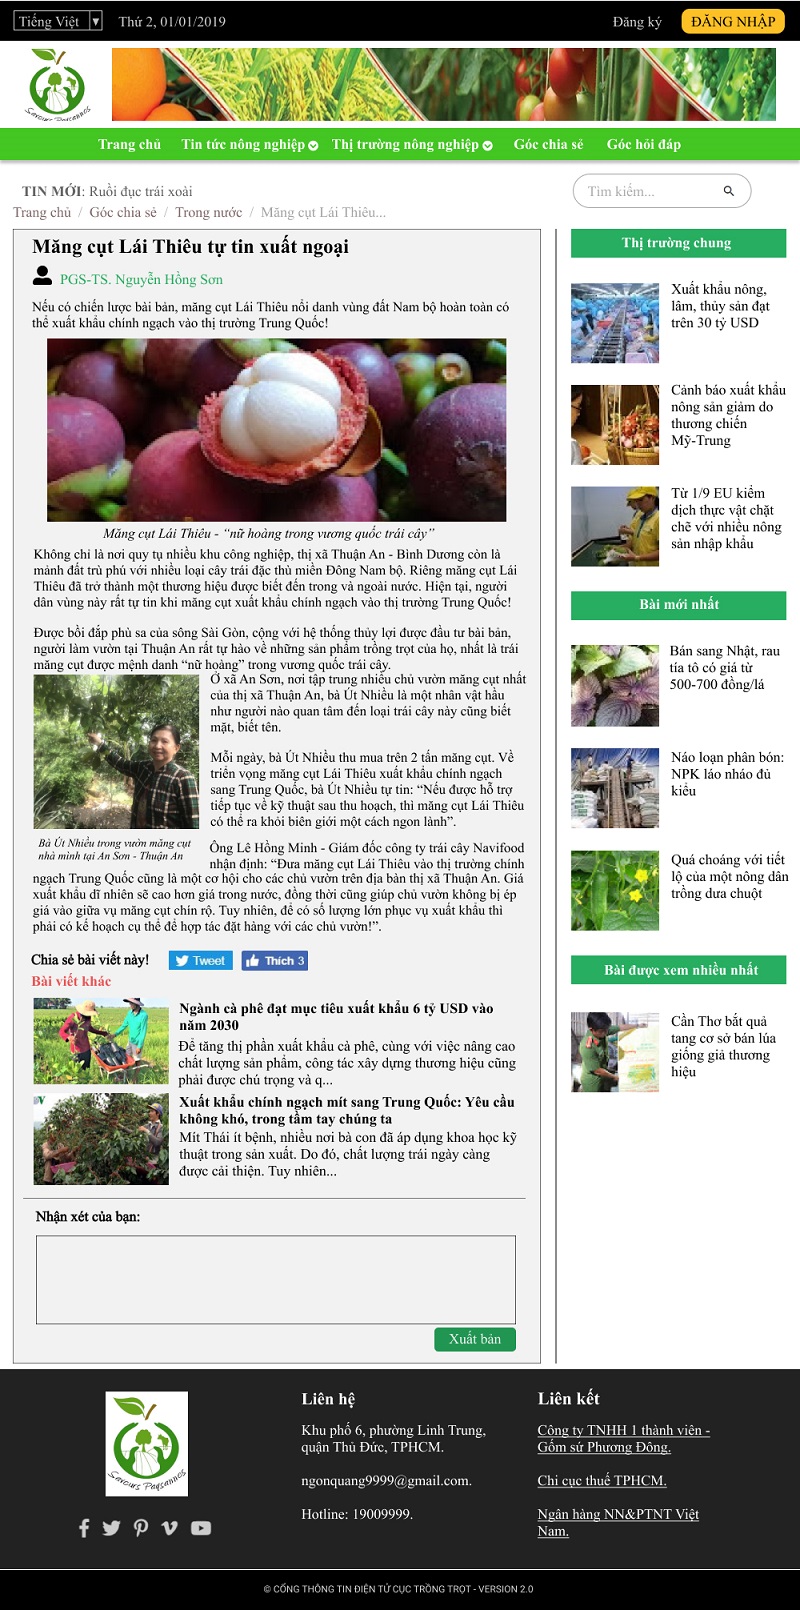 Tiếng Việt
Thứ 2, 01/01/2019
Đăng ký
ĐĂNG NHẬP
Saveurs Paysannes
Trang chủ
Tin tức nông nghiệp
Thị trường nông nghiệp
Góc chia sẻ
Góc hỏi đáp
TIN MỚI: Ruồi đục trái xoài
Tìm kiếm...
Trang chủ / Góc chia sẻ / Trong nước / Măng cụt Lái Thiêu...
Măng cụt Lái Thiêu tự tin xuất ngoại
PGS-TS. Nguyễn Hồng Sơn
Nếu có chiến lược bài bản, măng cụt Lái Thiêu nổi danh vùng đất Nam bộ hoàn toàn có
thể xuất khẩu chính ngạch vào thị trường Trung Quốc!
Măng cụt Lái Thiêu - “nữ hoàng trong vương quốc trái cây”
Không chỉ là nơi quy tụ nhiều khu công nghiệp, thị xã Thuận An - Bình Dương còn là
mảnh đất trù phú với nhiều loại cây trái đặc thù miền Đông Nam bộ. Riêng măng cụt Lái
Thiêu đã trở thành một thương hiệu được biết đến trong và ngoài nước. Hiện tại, người
dân vùng này rất tự tin khi măng cụt xuất khẩu chính ngạch vào thị trường Trung Quốc!
Được bồi đắp phù sa của sông Sài Gòn, cộng với hệ thống thủy lợi được đầu tư bài bản,
người làm vườn tại Thuận An rất tự hào về những sản phẩm trồng trọt của họ, nhất là trái
măng cụt được mệnh danh “nữ hoàng” trong vương quốc trái cây.
Ở xã An Sơn, nơi tập trung nhiều chủ vườn măng cụt nhất
của thị xã Thuận An, bà Út Nhiều là một nhân vật hầu
như người nào quan tâm đến loại trái cây này cũng biết
mặt, biết tên.
Mỗi ngày, bà Út Nhiều thu mua trên 2 tấn măng cụt. Về
triển vọng măng cụt Lái Thiêu xuất khẩu chính ngạch
sang Trung Quốc, bà Út Nhiều tự tin: “Nếu được hỗ trợ
tiếp tục về kỹ thuật sau thu hoạch, thì măng cụt Lái Thiêu
có thể ra khỏi biên giới một cách ngon lành”.
Bà Út Nhiều trong vườn măng cụt
nhà mình tại An Sơn - Thuận An
Ông Lê Hồng Minh - Giám đốc công ty trái cây Navifood
nhận định: “Đưa măng cụt Lái Thiêu vào thị trường chính
ngạch Trung Quốc cũng là một cơ hội cho các chủ vườn trên địa bàn thị xã Thuận An. Giá
xuất khẩu dĩ nhiên sẽ cao hơn giá trong nước, đồng thời cũng giúp chủ vườn không bị ép
giá vào giữa vụ măng cụt chín rộ. Tuy nhiên, để có số lượng lớn phục vụ xuất khẩu thì
phải có kế hoạch cụ thể để hợp tác đặt hàng với các chủ vườn!”.
Chia sẻ bài viết này!
Tweet
Thích 3
Bài viết khác
Ngành cà phê đạt mục tiêu xuất khẩu 6 tỷ USD vào
năm 2030
Để tăng thị phần xuất khẩu cà phê, cùng với việc nâng cao
chất lượng sản phẩm, công tác xây dựng thương hiệu cũng
phải được chú trọng và q...
Xuất khẩu chính ngạch mít sang Trung Quốc: Yêu cầu
không khó, trong tầm tay chúng ta
Mít Thái ít bệnh, nhiều nơi bà con đã áp dụng khoa học kỹ
thuật trong sản xuất. Do đó, chất lượng trái ngày càng
được cải thiện. Tuy nhiên...
Nhận xét của bạn:
Xuất bản
Thị trường chung
Xuất khẩu nông,
lâm, thủy sản đạt
trên 30 tỷ USD
Cảnh báo xuất khẩu
nông sản giảm do
thương chiến
Mỹ-Trung
Từ 1/9 EU kiểm
dịch thực vật chặt
chẽ với nhiều nông
sản nhập khẩu
Bài mới nhất
Bán sang Nhật, rau
tía tô có giá từ
500-700 đồng/lá
Náo loạn phân bón:
NPK láo nháo đủ
kiểu
Quá choáng với tiết
lộ của một nông dân
trồng dưa chuột
Bài được xem nhiều nhất
Cần Thơ bắt quả
tang cơ sở bán lúa
giống giả thương
hiệu
Saveurs Paysannes
Liên hệ
Khu phố 6, phường Linh Trung,
quận Thủ Đức, TPHCM.
ngonquang9999@gmail.com.
Hotline: 19009999.
Liên kết
Công ty TNHH 1 thành viên -
Gốm sứ Phương Đông.
Chi cục thuế TPHCM.
Ngân hàng NN&PTNT Việt
Nam.
© CỔNG THÔNG TIN ĐIỆN TỬ CỤC TRỒNG TRỌT - VERSION 2.0